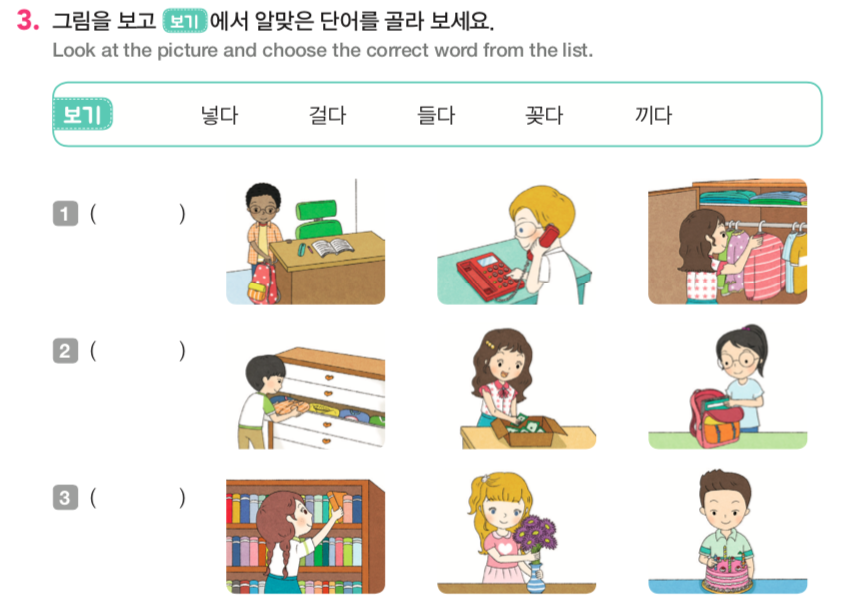 3. 그림을 보고 보기 에서 알맞은 단어를 골라 보세요.
Look at the picture and choose the correct word from the list.
보기 넣다 걸다 들다 꽂다 끼다
1 ( )
2 ( )
3 ( )